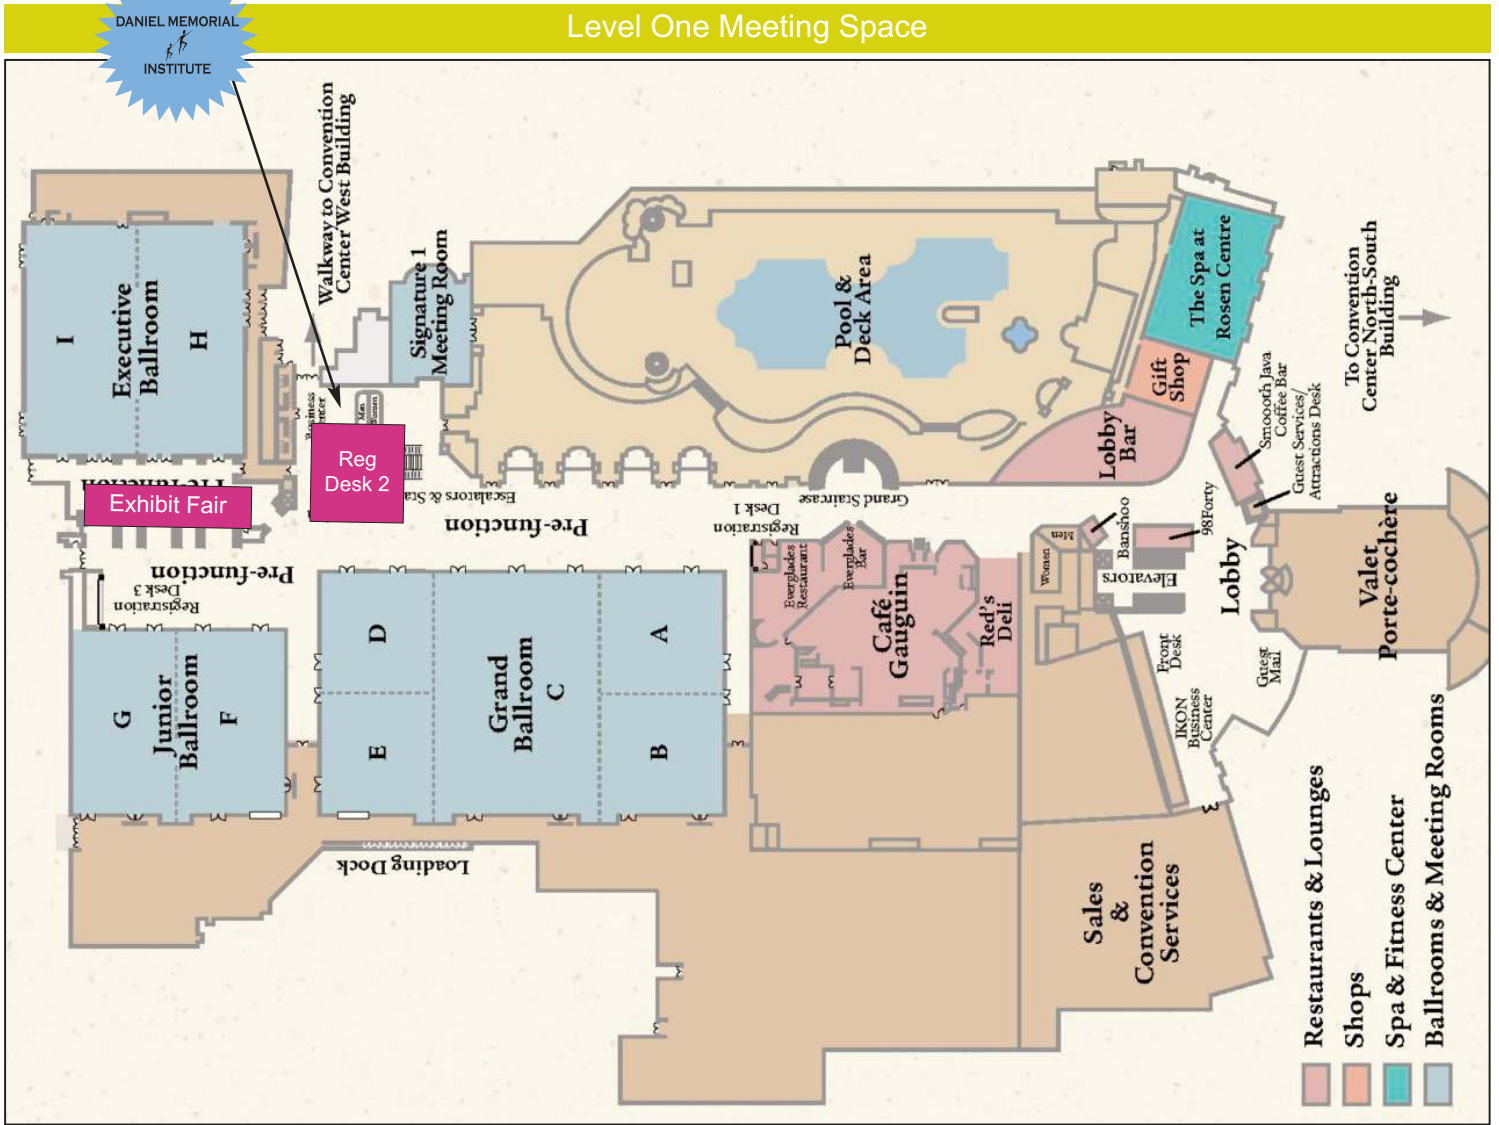 Level One Meeting Space
DANIEL MEMORIAL
INSTITUTE
Walkway to Convention
Center West Building
Executive
Ballroom
I
H
Signature 1
Meeting Room
Pool &
Deck Area
The Spa at
Rosen Centre
Gift
Shop
Lobby
Bar
To Convention
Center North-South
Building
Smoooth Java
Coffee Bar
Guest Services/
Attractions Desk
Men
Women
Reg
Desk 2
Exhibit Fair
Pre-function
Escalators &
Pre-function
Registration
Desk 1
Grand Staircase
Pre-function
Registration
Desk 3
Everglades
Restaurant
Everglades
Bar
Café
Gauguin
Red's
Deli
Men
Women
Banshoo
98Forty
Elevators
Lobby
Valet
Porte-cochère
Front
Desk
Guest
Mail
IKON
Business
Center
G
Junior
Ballroom
F
D
E
Grand
Ballroom
C
A
B
Loading Dock
Sales
&
Convention
Services
Restaurants & Lounges
Shops
Spa & Fitness Center
Ballrooms & Meeting Rooms